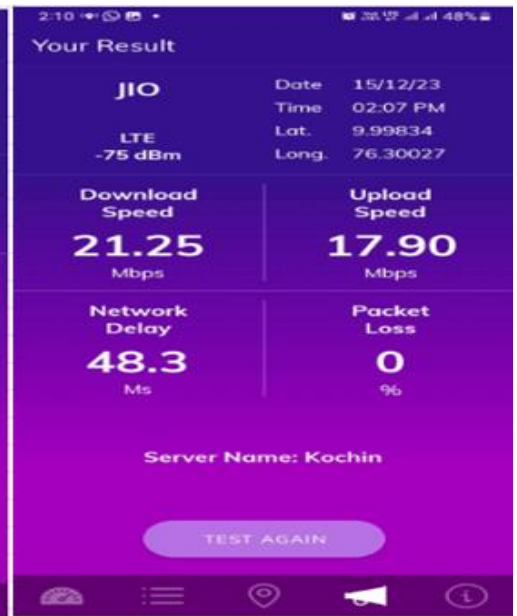 2:10
48%
Your Result
JIO
Date 15/12/23
Time 02:07 PM
LTE
Lat. 9.99834
-75 dBm
Long. 76.30027
Download Speed
Upload Speed
21.25
17.90
Mbps
Mbps
Network Delay
Packet Loss
48.3
0
Ms
%
Server Name: Kochin
TEST AGAIN